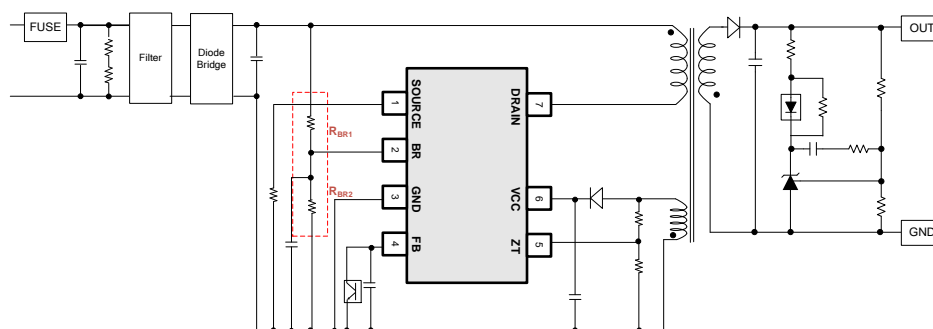 FUSE
Filter
Diode
Bridge
OUT
SOURCE
1
DRAIN
7
RBR1
BR
2
RBR2
GND
3
VCC
6
FB
4
ZT
5
GND